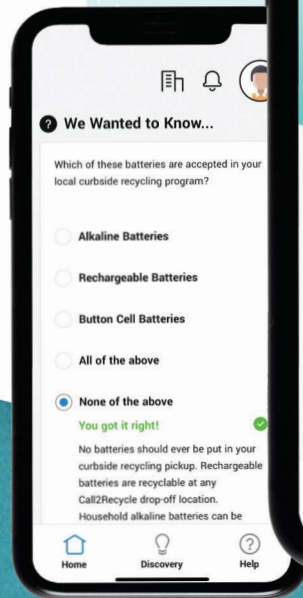 We Wanted to Know...
Which of these batteries are accepted in your
local curbside recycling program?
Alkaline Batteries
Rechargeable Batteries
Button Cell Batteries
All of the above
None of the above
You got it right!
No batteries should ever be put in your
curbside recycling pickup. Rechargeable
batteries are recyclable at any
Call2Recycle drop-off location.
Household alkaline batteries can be
Home
Discovery
Help